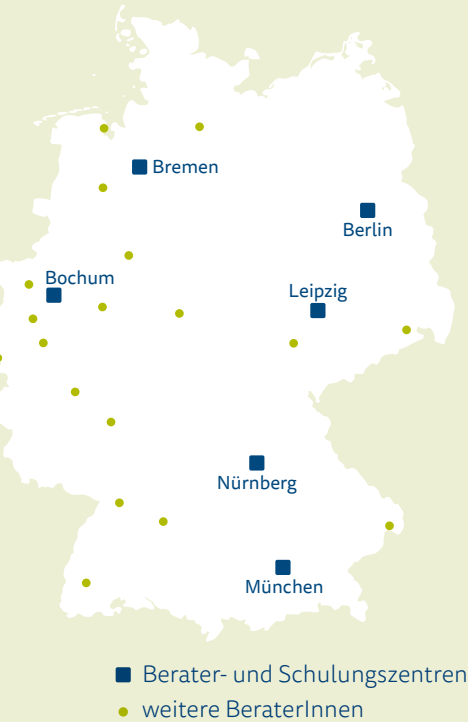 Bremen
Berlin
Bochum
Leipzig
Nürnberg
München
Berater- und Schulungszentren
weitere BeraterInnen